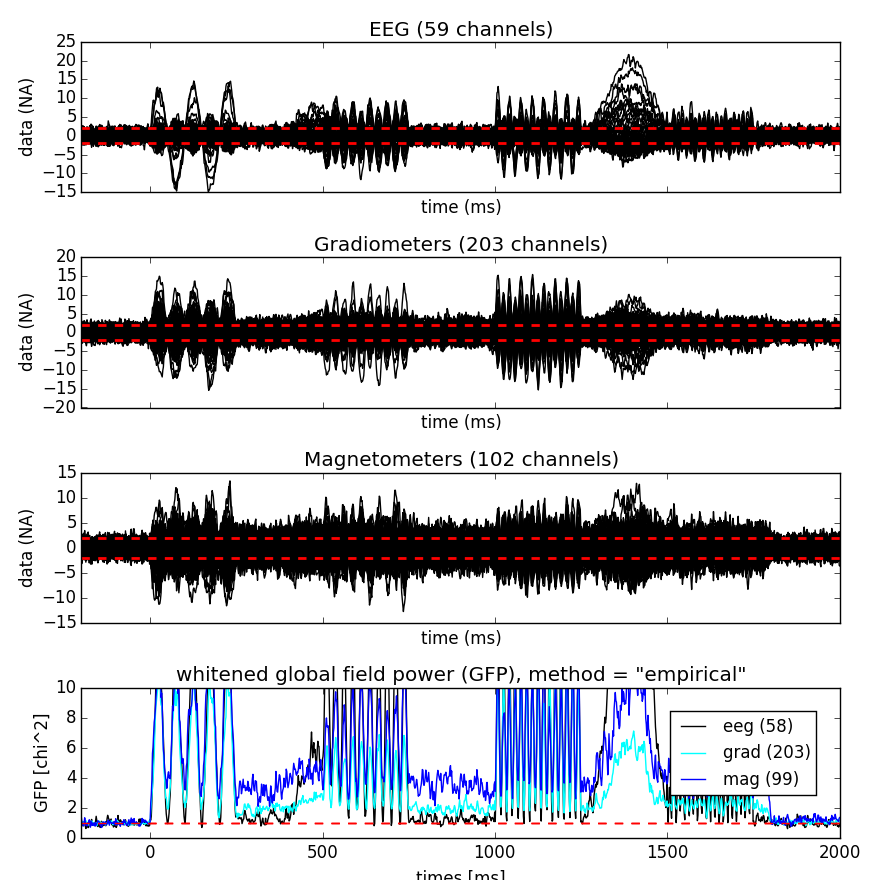 EEG (59 channels)
25
20
15
10
5
0
−5
−10
−15
data (NA)
time (ms)
Gradiometers (203 channels)
20
15
10
5
0
−5
−10
−15
−20
data (NA)
time (ms)
Magnetometers (102 channels)
15
10
5
0
−5
−10
−15
data (NA)
time (ms)
whitened global field power (GFP), method = "empirical"
10
8
6
4
2
0
GFP [chi^2]
eeg (58)
grad (203)
mag (99)
0 500 1000 1500 2000
times [ms]